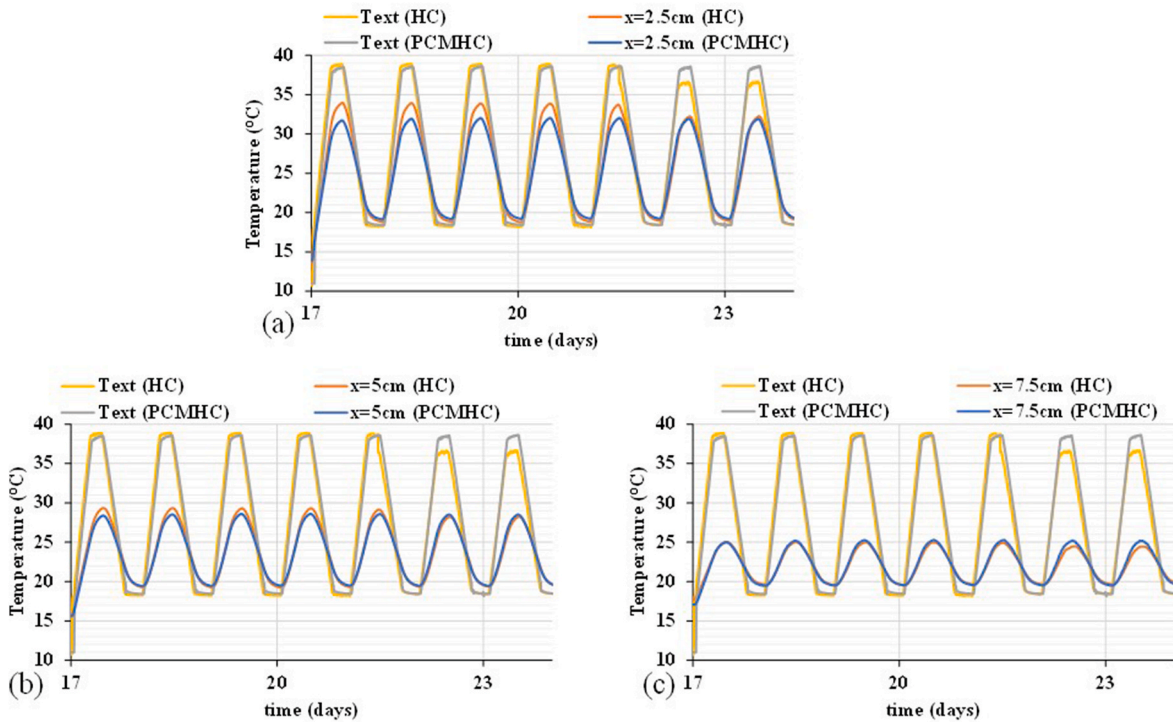 Text (HC) x=2.5cm (HC)
Text (PCMHC) x=2.5cm (PCMHC)
40
35
30
25
20
15
10
Temperature (°C)
17 20 23
time (days)
(a)
Text (HC) x=5cm (HC)
Text (PCMHC) x=5cm (PCMHC)
40
35
30
25
20
15
10
Temperature (°C)
17 20 23
time (days)
(b)
Text (HC) x=7.5cm (HC)
Text (PCMHC) x=7.5cm (PCMHC)
40
35
30
25
20
15
10
Temperature (°C)
17 20 23
time (days)
(c)